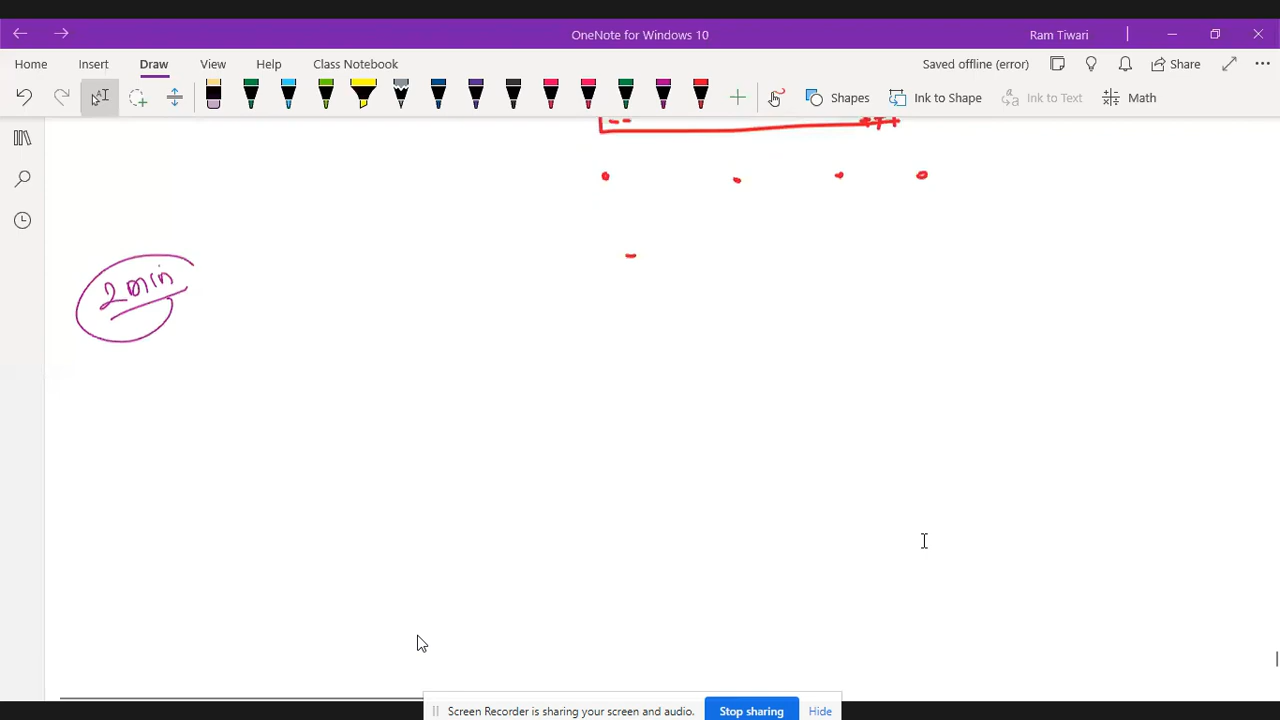 OneNote for Windows 10
Ram Tiwari
Home Insert Draw View Help Class Notebook
Saved offline (error) Share
Shapes Ink to Shape Ink to Text Math
-- +++
2 min
Screen Recorder is sharing your screen and audio. Stop sharing Hide